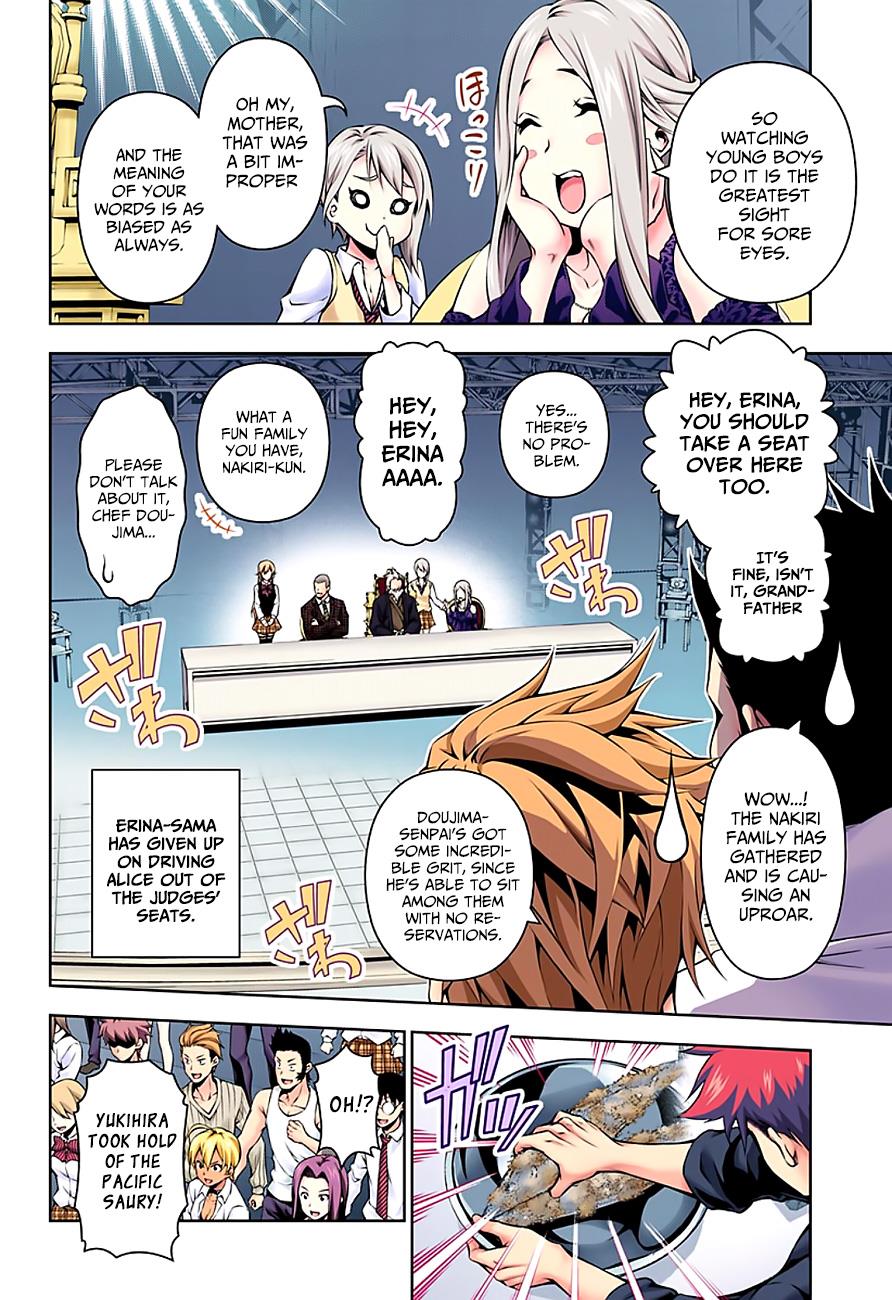 SO
WATCHING
YOUNG BOYS
DO IT IS THE
GREATEST
SIGHT
FOR SORE
EYES.
ほっこり
OH MY,
MOTHER,
THAT WAS
A BIT IM-
PROPER
AND THE
MEANING
OF YOUR
WORDS IS AS
BIASED AS
ALWAYS.
HEY, ERINA,
YOU SHOULD
TAKE A SEAT
OVER HERE
TOO.
IT'S
FINE, ISN'T
IT, GRAND-
FATHER
YES...
THERE'S
NO PRO-
BLEM.
HEY,
HEY,
ERINA
AAAA.
WHAT A
FUN FAMILY
YOU HAVE,
NAKIRI-KUN.
PLEASE
DON'T TALK
ABOUT IT,
CHEF DOU-
JIMA...
ざわ
ざわ
ざわ
WOW...!
THE NAKIRI
FAMILY HAS
GATHERED
AND IS CAU-
SING AN
UPROAR.
DOUJIMA-
SENPAI'S GOT
SOME INCREDI-
BLE GRIT, SINCE
HE'S ABLE TO SIT
AMONG THEM
WITH NO RE-
SERVATIONS.
ERINA-SAMA
HAS GIVEN UP
ON DRIVING
ALICE OUT OF
THE JUDGES'
SEATS.
ガッ
OH!?
YUKIHIRA
TOOK HOLD
OF THE
PACIFIC
SAURY!